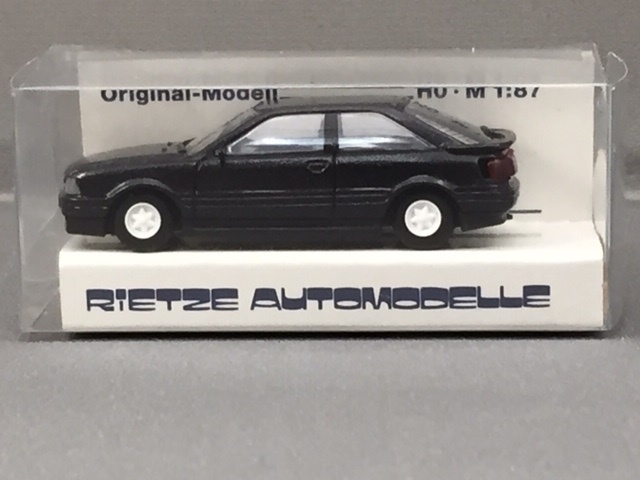 Original-Modell H0 · M 1:87
RIETZE AUTOMODELLE